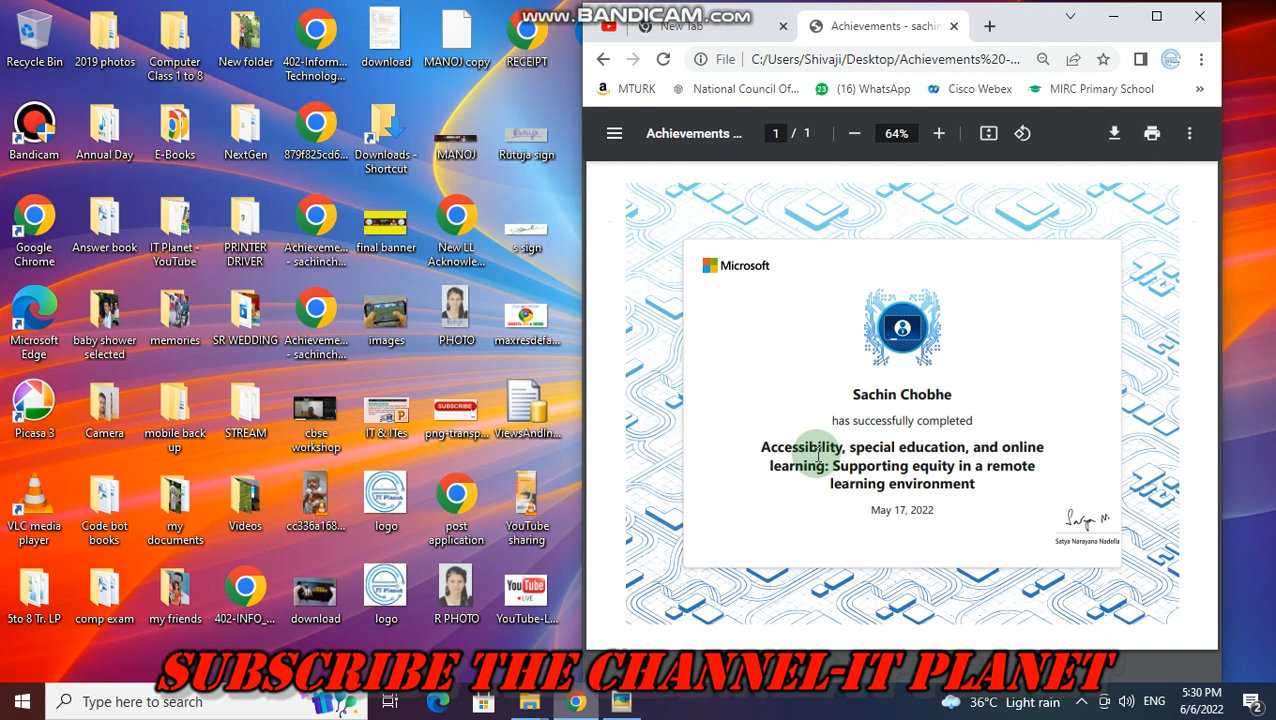 www.BANDICAM.com
Recycle Bin
2019 photos
Computer
Class 1 to 8
New folder
402-Inform...
Technolog...
download
MANOJ copy
RECEIPT
Bandicam
Annual Day
E-Books
NextGen
879f825cd6...
Downloads -
Shortcut
MANOJ
Rutuja sign
Google
Chrome
Answer book
IT Planet -
YouTube
PRINTER
DRIVER
Achieveme...
- sachinch...
final banner
New LL
Acknowle...
s sign
Microsoft
Edge
baby shower
selected
memories
SR WEDDING
Achieveme...
- sachinch...
images
PHOTO
maxresdefa...
Picasa 3
Camera
mobile back
up
STREAM
cbse
workshop
IT & ITes
png-transp...
ViewsAndIn...
VLC media
player
Code bot
books
my
documents
Videos
cc336a168...
logo
post
application
YouTube
sharing
5to 8 Tr. LP
comp exam
my friends
402-INFO_...
download
logo
R PHOTO
YouTube-L...
New Tab
Achievements - sachin
File C:/Users/Shivaji/Desktop/Achievements%20-...
MTURK
National Council Of...
(16) WhatsApp
Cisco Webex
MIRC Primary School
»
Achievements ...
1 / 1
64%
Microsoft
Sachin Chobhe
has successfully completed
Accessibility, special education, and online
learning: Supporting equity in a remote
learning environment
May 17, 2022
Satya Narayana Nadella
SUBSCRIBE THE CHANNEL-IT PLANET
Type here to search
36°C Light rain
ENG
5:30 PM
6/6/2022
2